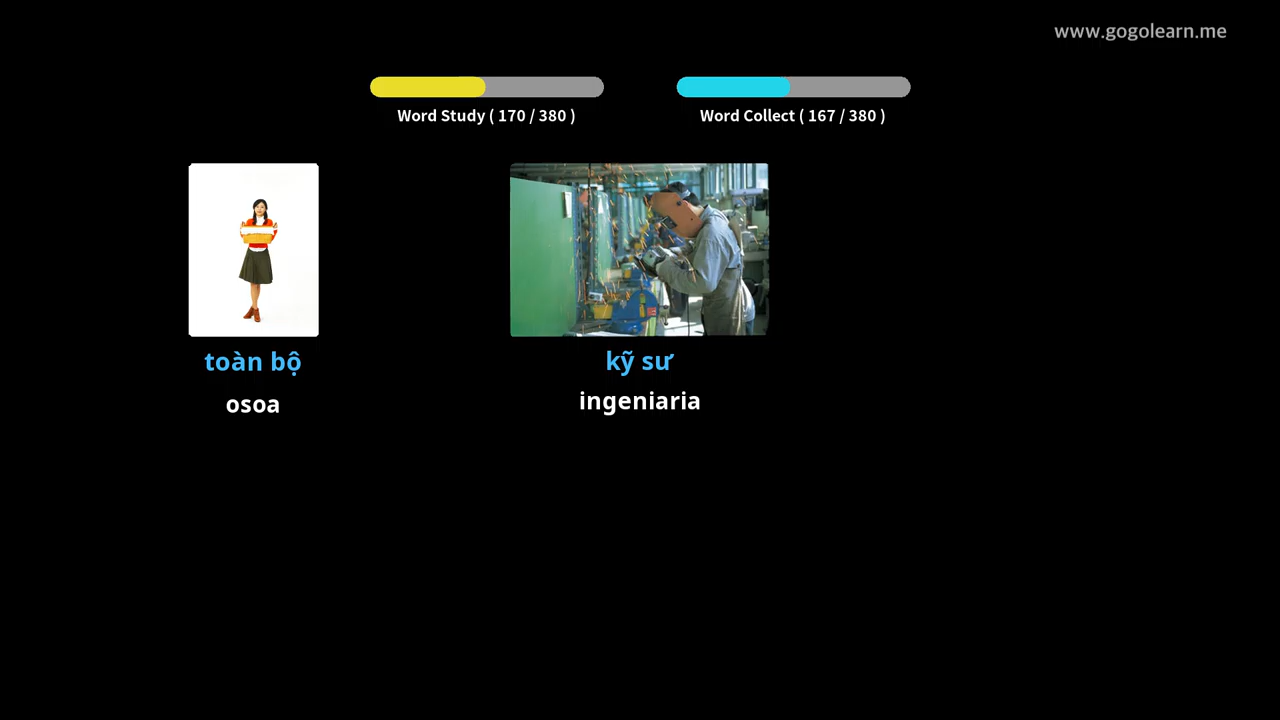 www.gogolearn.me
Word Study ( 170 / 380 )
Word Collect ( 167 / 380 )
toàn bộ
osoa
kỹ sư
ingeniaria